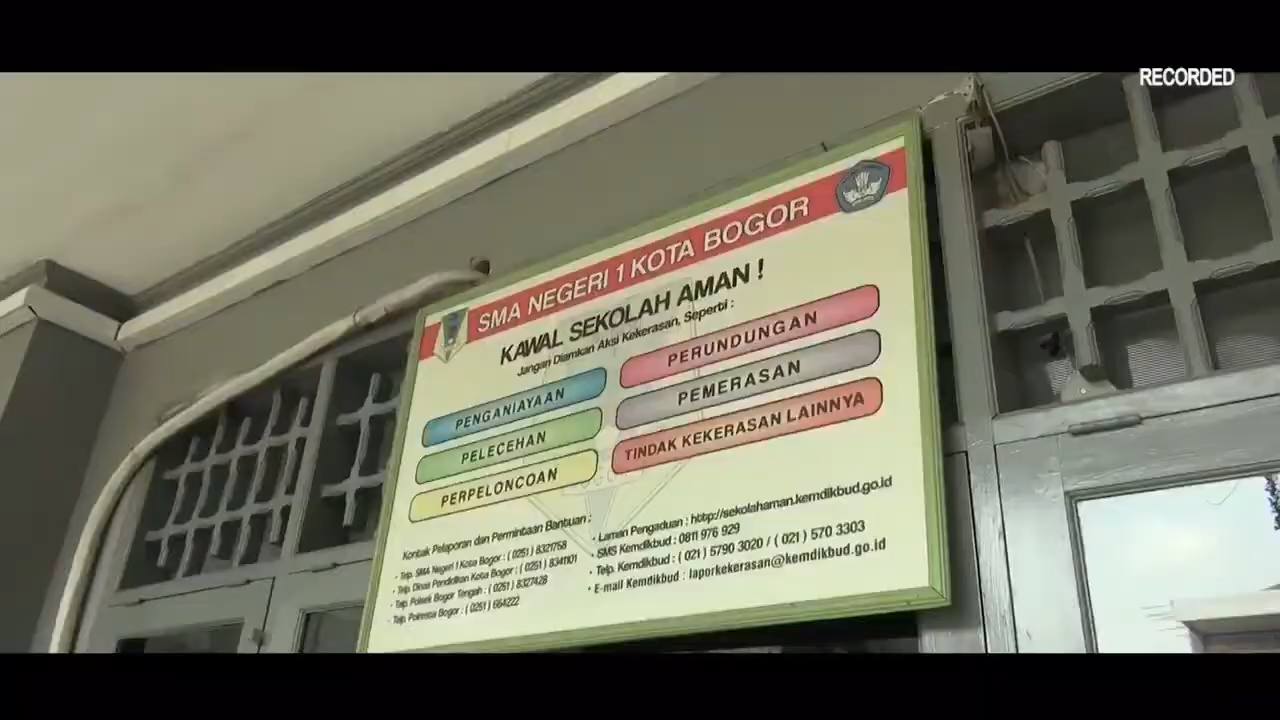 RECORDED
SMA NEGERI 1 KOTA BOGOR
KAWAL SEKOLAH AMAN !
Jangan Diamkan Aksi Kekerasan, Seperti :
PENGANIAYAAN
PELECEHAN
PERPELONCOAN
PERUNDUNGAN
PEMERASAN
TINDAK KEKERASAN LAINNYA
Kontak Pelaporan dan Permintaan Bantuan :
• Telp. SMA Negeri 1 Kota Bogor : ( 0251 ) 8321758
• Telp. Dinas Pendidikan Kota Bogor : ( 0251 ) 8341101
• Telp. Polsek Bogor Tengah : ( 0251 ) 8327428
• Telp. Polresta Bogor : ( 0251 ) 664222
• Laman Pengaduan : http://sekolahaman.kemdikbud.go.id
• SMS Kemdikbud : 0811 976 929
• Telp. Kemdikbud : ( 021 ) 5790 3020 / ( 021 ) 570 3303
• E-mail Kemdikbud : laporkekerasan@kemdikbud.go.id